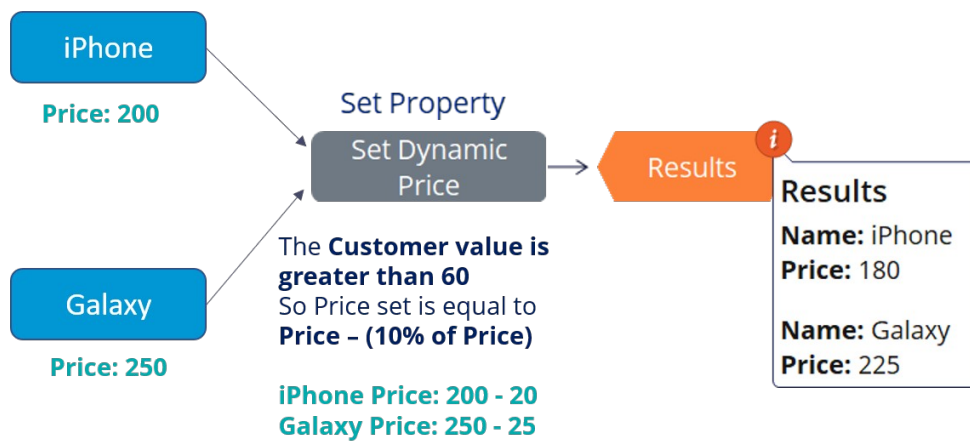 iPhone
Price: 200
Set Property
Set Dynamic
Price
Results
i
Results
Name: iPhone
Price: 180
Name: Galaxy
Price: 225
The Customer value is
greater than 60
So Price set is equal to
Price – (10% of Price)
iPhone Price: 200 - 20
Galaxy Price: 250 - 25
Galaxy
Price: 250